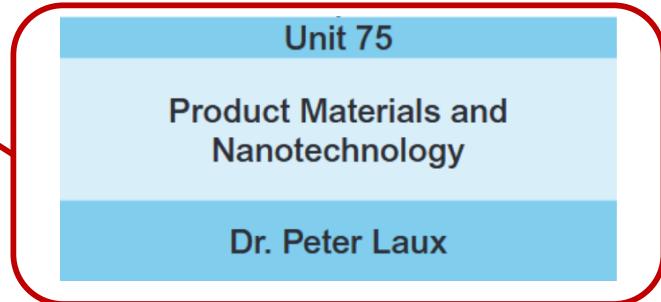 Unit 75
Product Materials and
Nanotechnology
Dr. Peter Laux